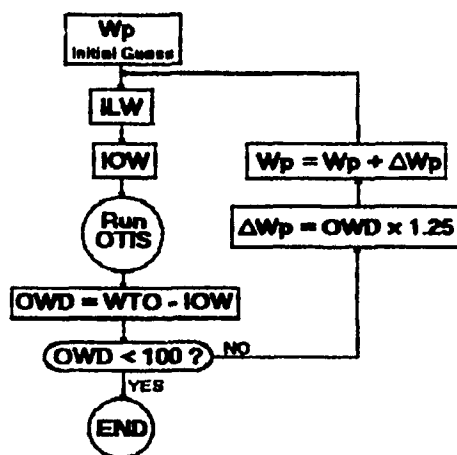 Wp
Initial Guess
ILW
IOW
Run
OTIS
OWD = WTO - IOW
OWD < 100 ?
NO
YES
END
Wp = Wp + ΔWp
ΔWp = OWD x 1.25